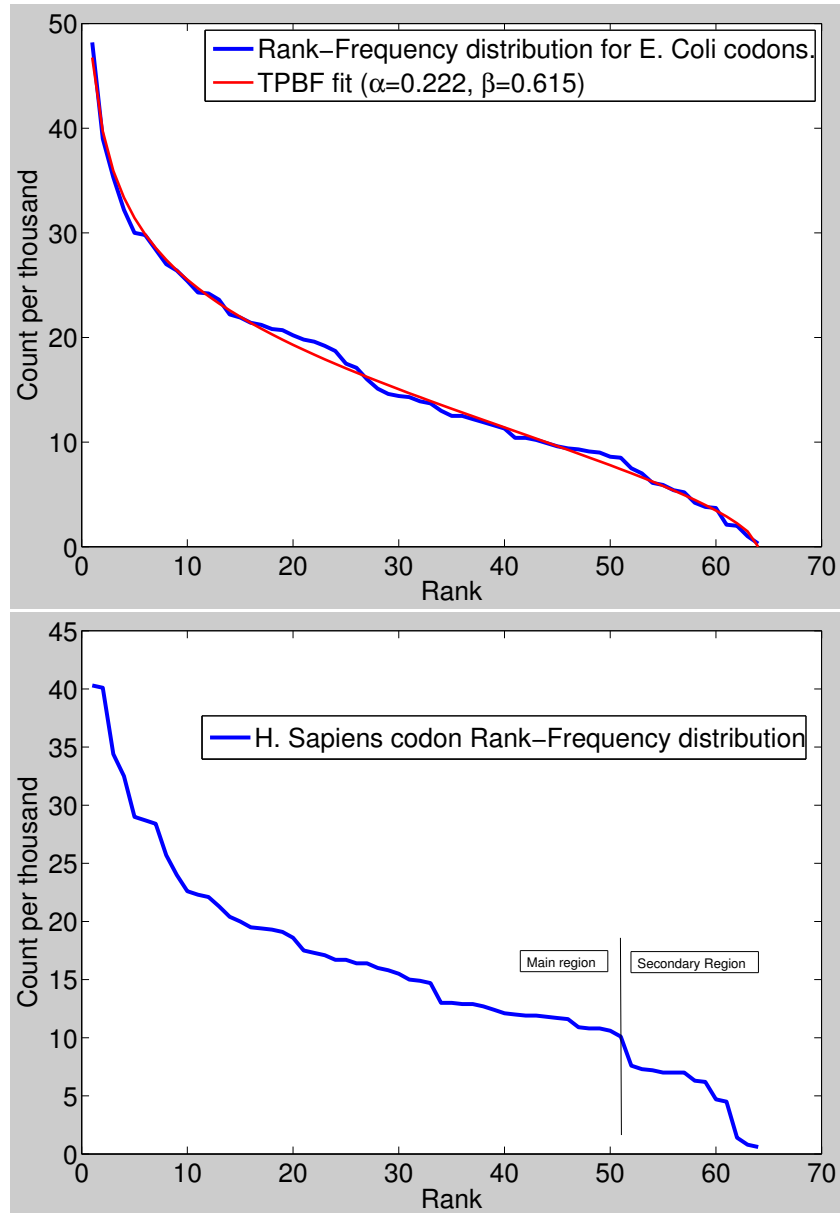 50
40
30
20
10
0
Count per thousand
Rank−Frequency distribution for E. Coli codons.
TPBF fit (α=0.222, β=0.615)
0 10 20 30 40 50 60 70
Rank
45
40
35
30
25
20
15
10
5
0
Count per thousand
H. Sapiens codon Rank−Frequency distribution
Main region
Secondary Region
0 10 20 30 40 50 60 70
Rank